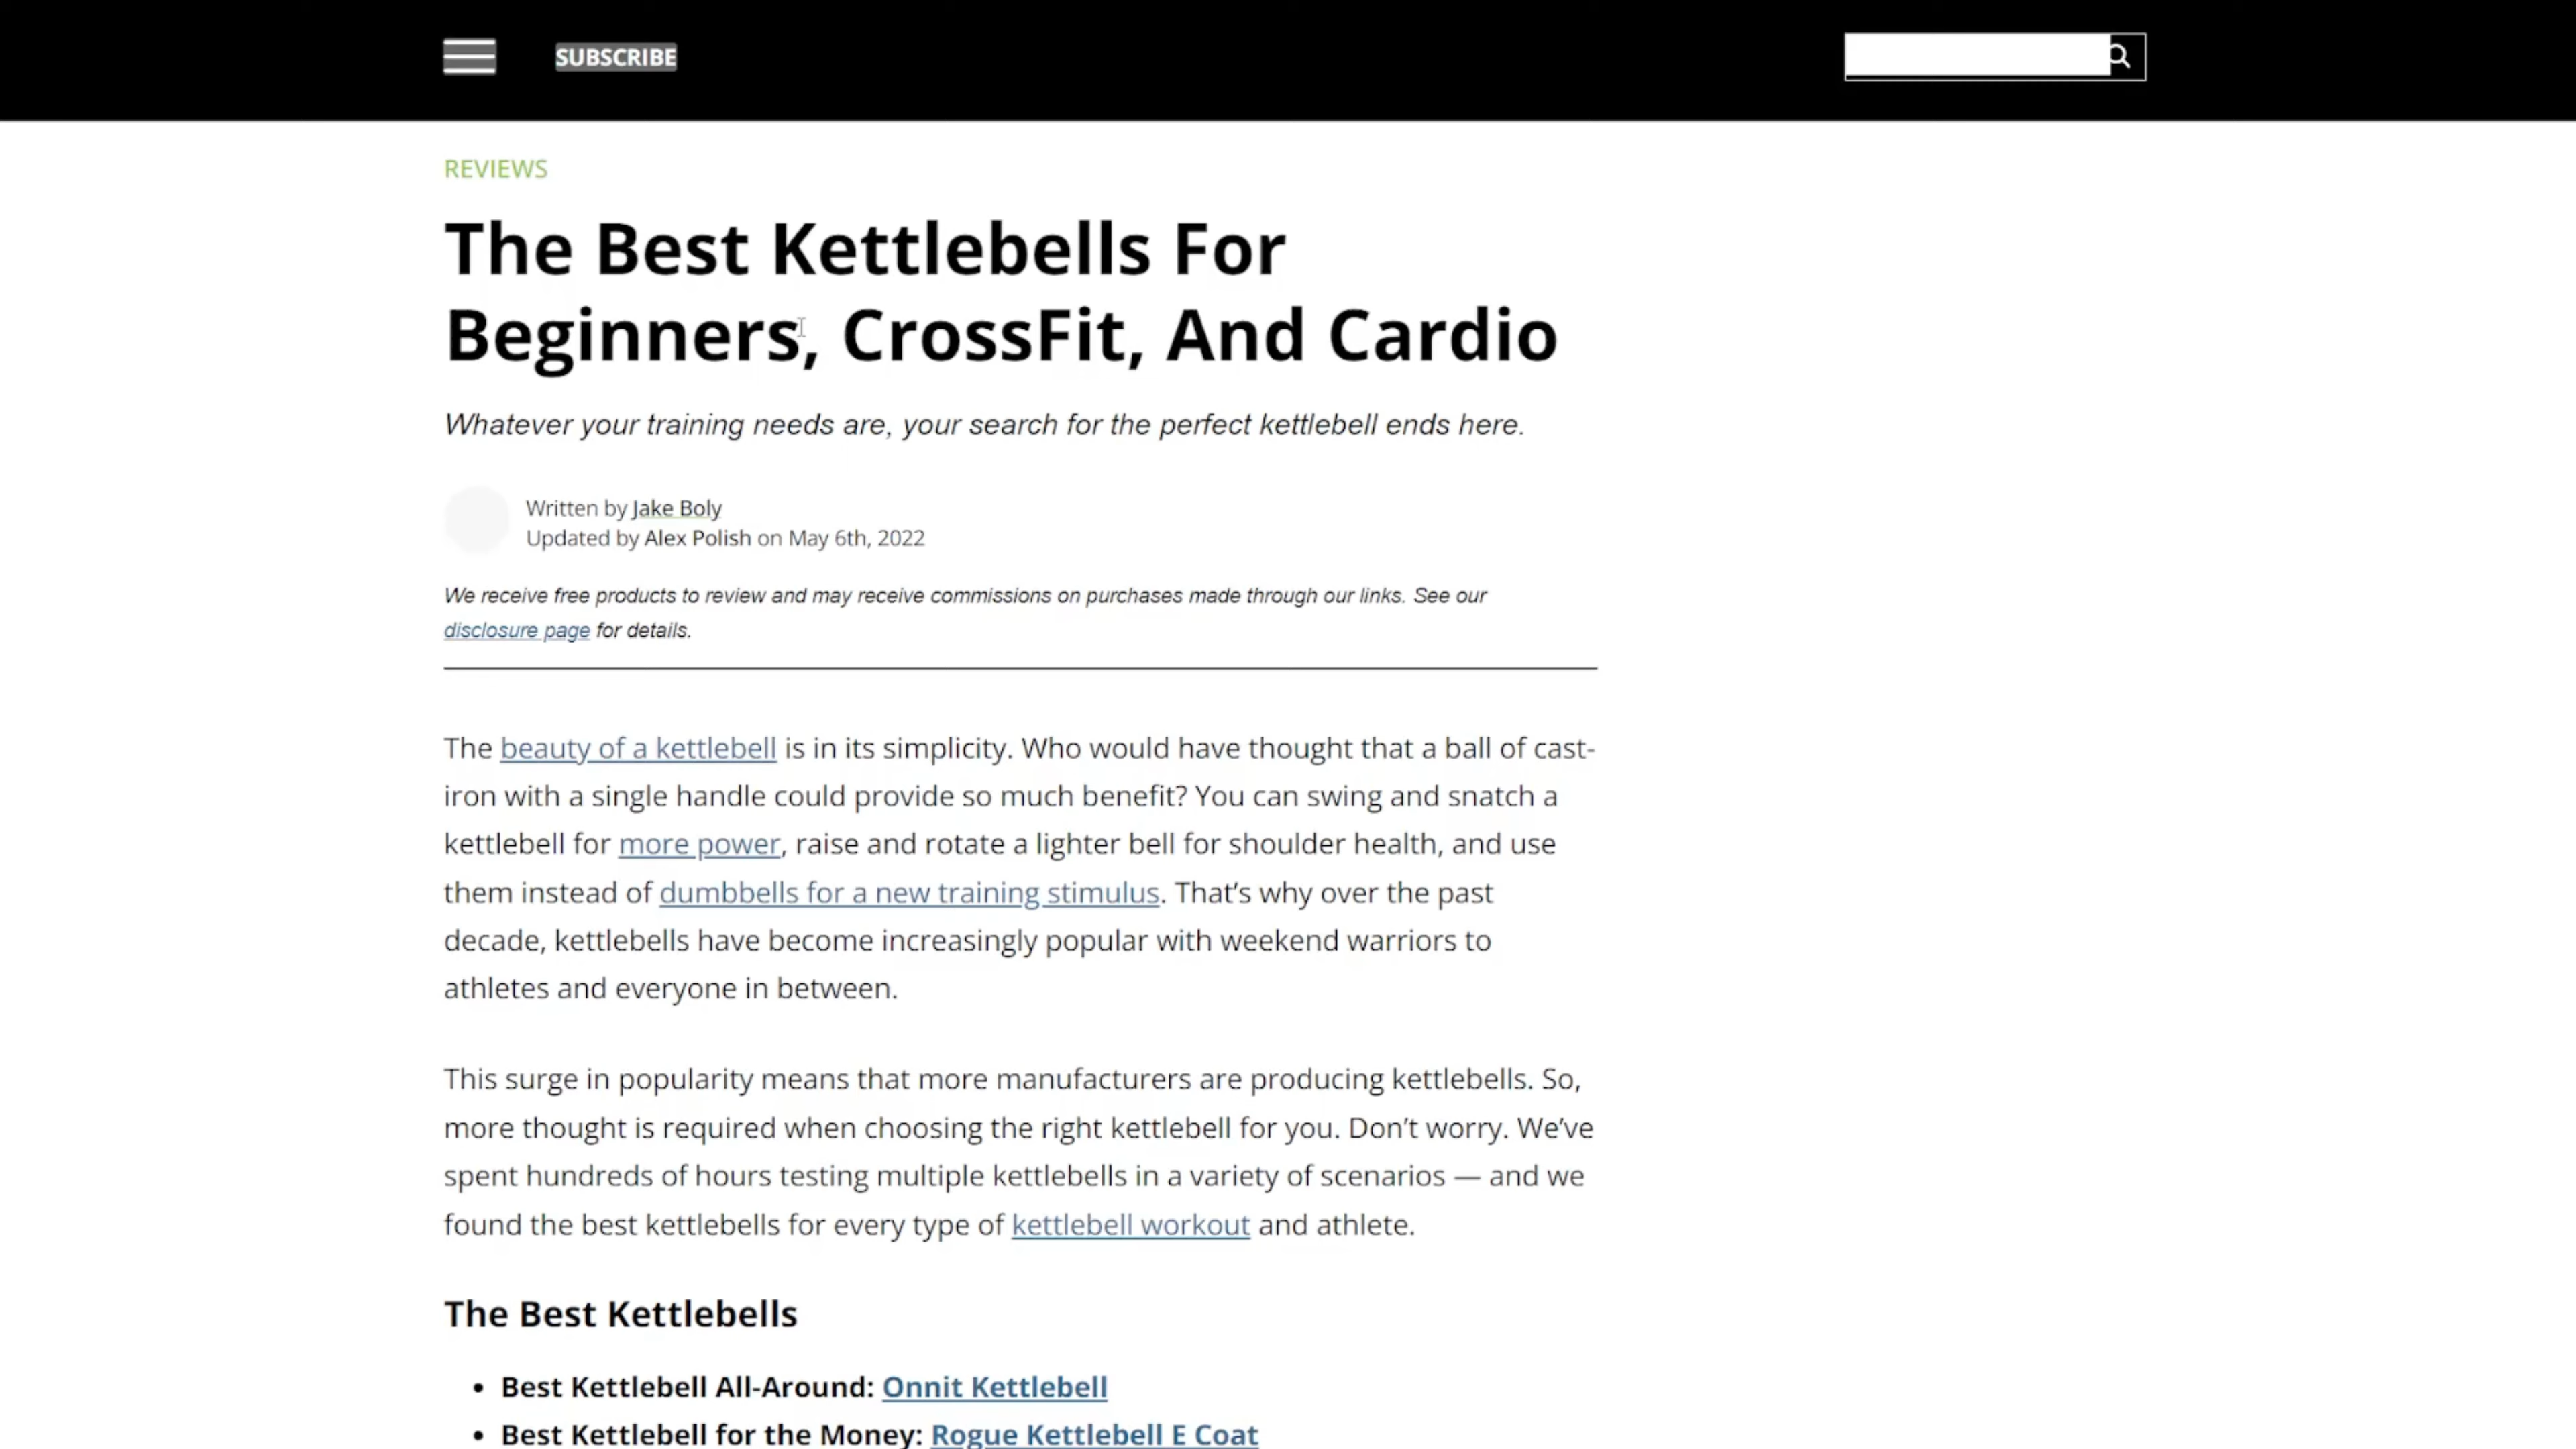 SUBSCRIBE
REVIEWS
The Best Kettlebells For
Beginners, CrossFit, And Cardio
Whatever your training needs are, your search for the perfect kettlebell ends here.
Written by Jake Boly
Updated by Alex Polish on May 6th, 2022
We receive free products to review and may receive commissions on purchases made through our links. See our
disclosure page for details.
The beauty of a kettlebell is in its simplicity. Who would have thought that a ball of cast-
iron with a single handle could provide so much benefit? You can swing and snatch a
kettlebell for more power, raise and rotate a lighter bell for shoulder health, and use
them instead of dumbbells for a new training stimulus. That’s why over the past
decade, kettlebells have become increasingly popular with weekend warriors to
athletes and everyone in between.
This surge in popularity means that more manufacturers are producing kettlebells. So,
more thought is required when choosing the right kettlebell for you. Don’t worry. We’ve
spent hundreds of hours testing multiple kettlebells in a variety of scenarios — and we
found the best kettlebells for every type of kettlebell workout and athlete.
The Best Kettlebells
• Best Kettlebell All-Around: Onnit Kettlebell
• Best Kettlebell for the Money: Rogue Kettlebell E Coat